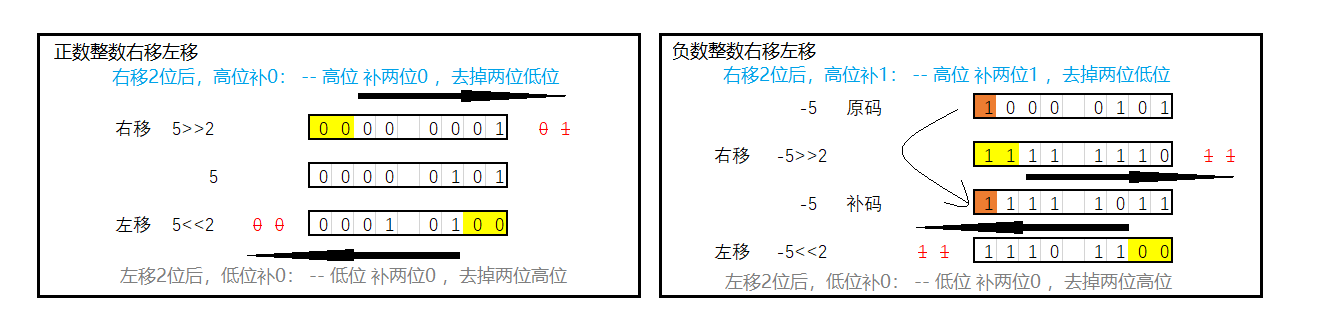 正数整数右移左移
右移2位后，高位补0： -- 高位 补两位0 ，去掉两位低位
右移 5>>2 0 0 0 0 0 0 0 1 0 1
5 0 0 0 0 0 1 0 1
左移 5<<2 0 0 0 0 0 1 0 1 0 0
左移2位后，低位补0： -- 低位 补两位0 ，去掉两位高位
负数整数右移左移
右移2位后，高位补1： -- 高位 补两位1 ，去掉两位低位
-5 原码 1 0 0 0 0 1 0 1
右移 -5>>2 1 1 1 1 1 1 1 0 1 1
-5 补码 1 1 1 1 1 0 1 1
左移 -5<<2 1 1 1 1 1 0 1 1 0 0
左移2位后，低位补0： -- 低位 补两位0 ，去掉两位高位